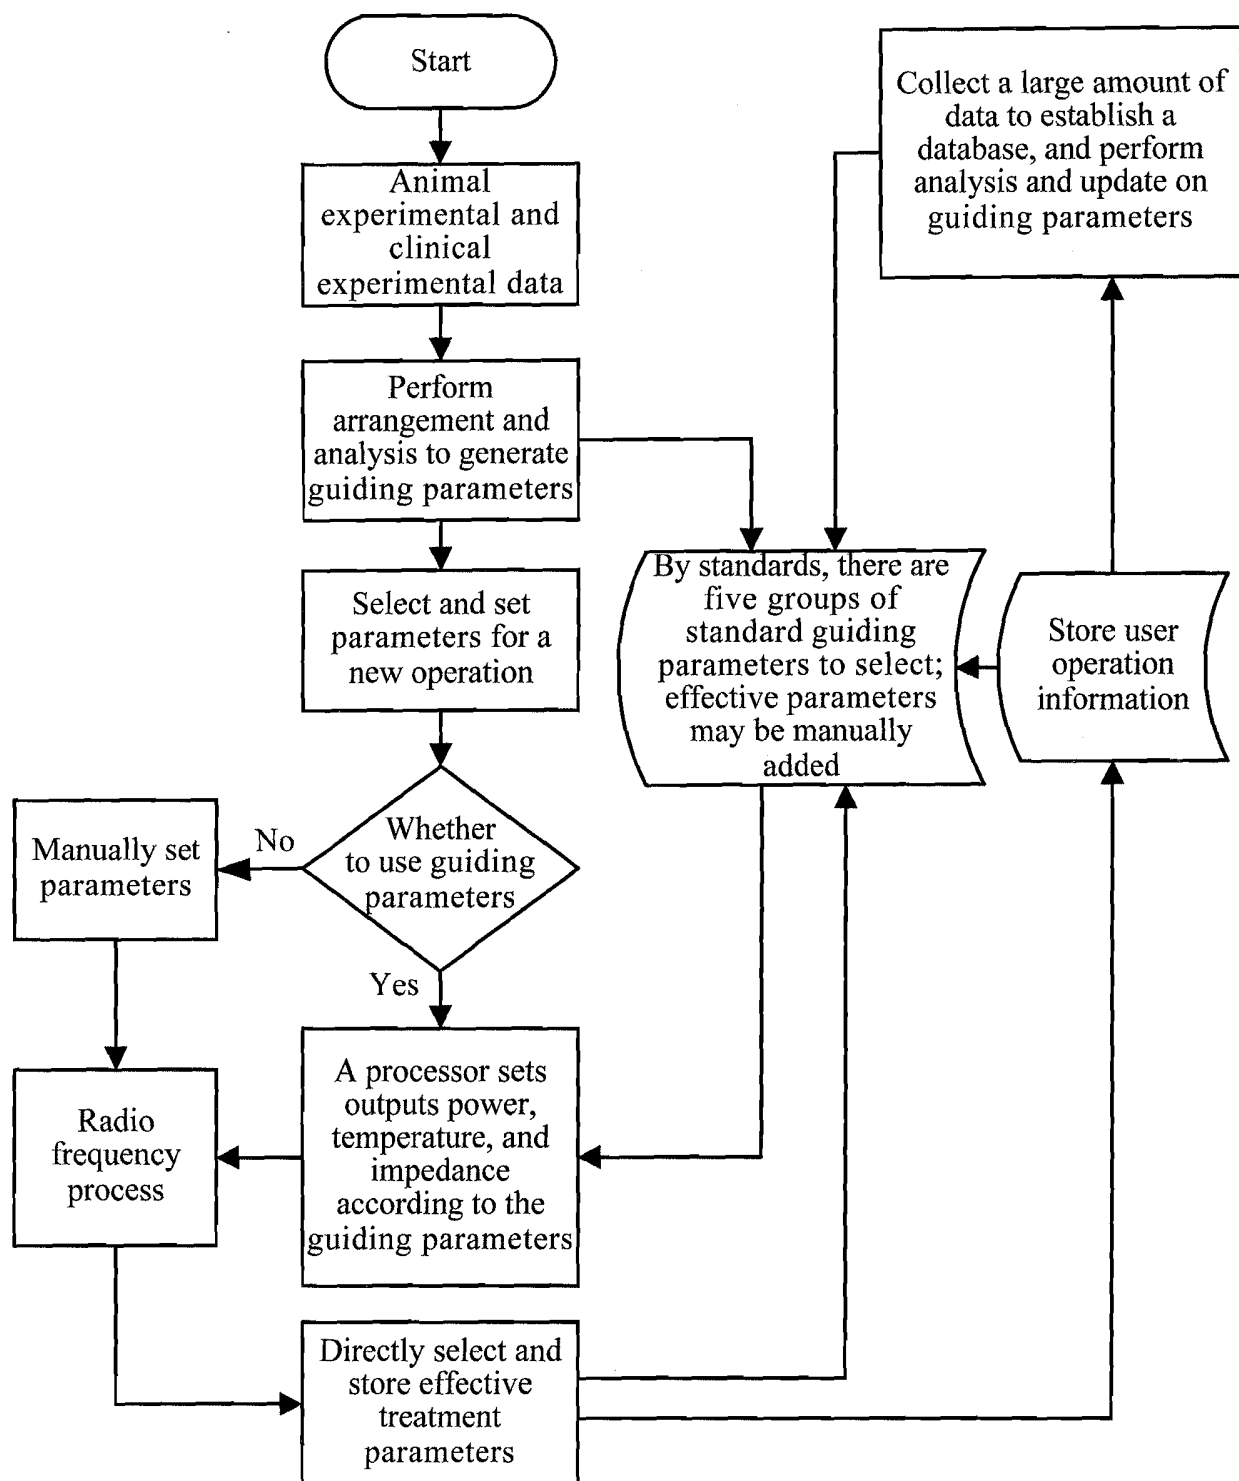 Start
Animal
experimental and
clinical
experimental data
Perform
arrangement and
analysis to generate
guiding parameters
Select and set
parameters for a
new operation
Whether
to use guiding
parameters
No
Yes
Manually set
parameters
A processor sets
outputs power,
temperature, and
impedance
according to the
guiding parameters
Radio
frequency
process
Directly select and
store effective
treatment
parameters
By standards, there are
five groups of
standard guiding
parameters to select;
effective parameters
may be manually
added
Store user
operation
information
Collect a large amount of
data to establish a
database, and perform
analysis and update on
guiding parameters